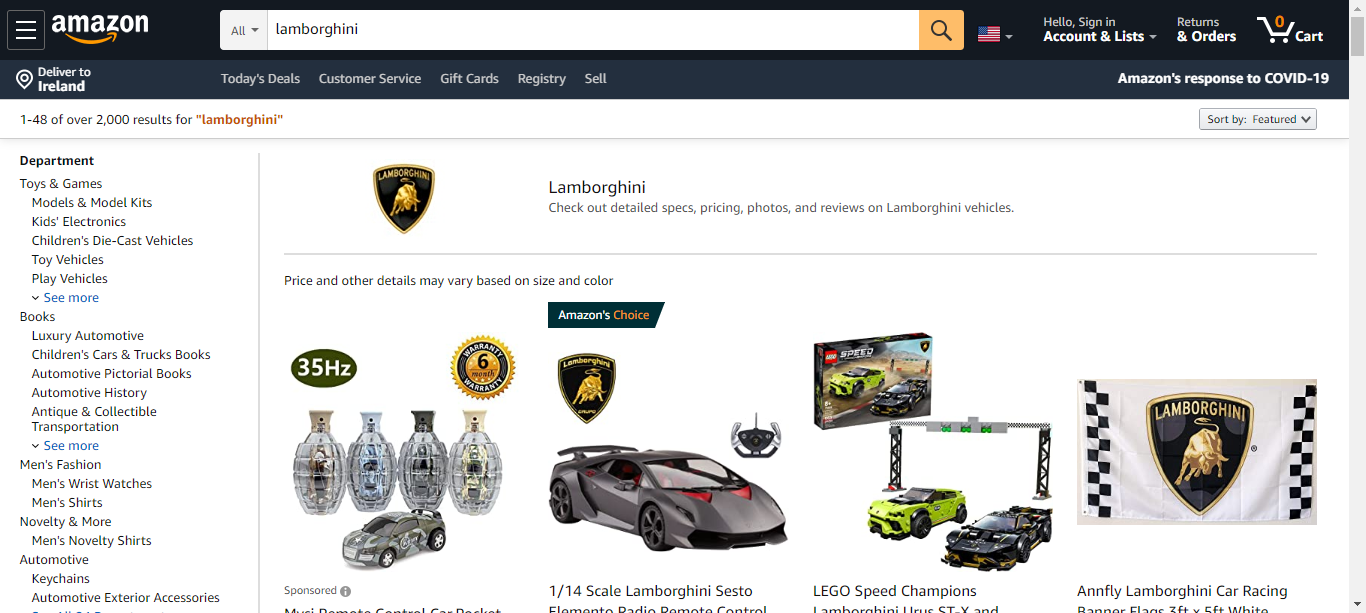 amazon
All
lamborghini
Hello, Sign in
Account & Lists
Returns
& Orders
0
Cart
Deliver to
Ireland
Today's Deals
Customer Service
Gift Cards
Registry
Sell
Amazon's response to COVID-19
1-48 of over 2,000 results for "lamborghini"
Sort by: Featured
Department
Toys & Games
Models & Model Kits
Kids' Electronics
Children's Die-Cast Vehicles
Toy Vehicles
Play Vehicles
See more
Books
Luxury Automotive
Children's Cars & Trucks Books
Automotive Pictorial Books
Automotive History
Antique & Collectible
Transportation
See more
Men's Fashion
Men's Wrist Watches
Men's Shirts
Novelty & More
Men's Novelty Shirts
Automotive
Keychains
Automotive Exterior Accessories
LAMBORGHINI
Lamborghini
Check out detailed specs, pricing, photos, and reviews on Lamborghini vehicles.
Price and other details may vary based on size and color
35Hz
WARRANTY
6
month
WARRANTY
Sponsored
Amazon's Choice
Lamborghini
1/14 Scale Lamborghini Sesto
Elemento Radio Remote Control
LEGO
SPEED
LEGO Speed Champions
Lamborghini Urus ST-X and
LAMBORGHINI
®
Annfly Lamborghini Car Racing
Banner Flags 3ft x 5ft White